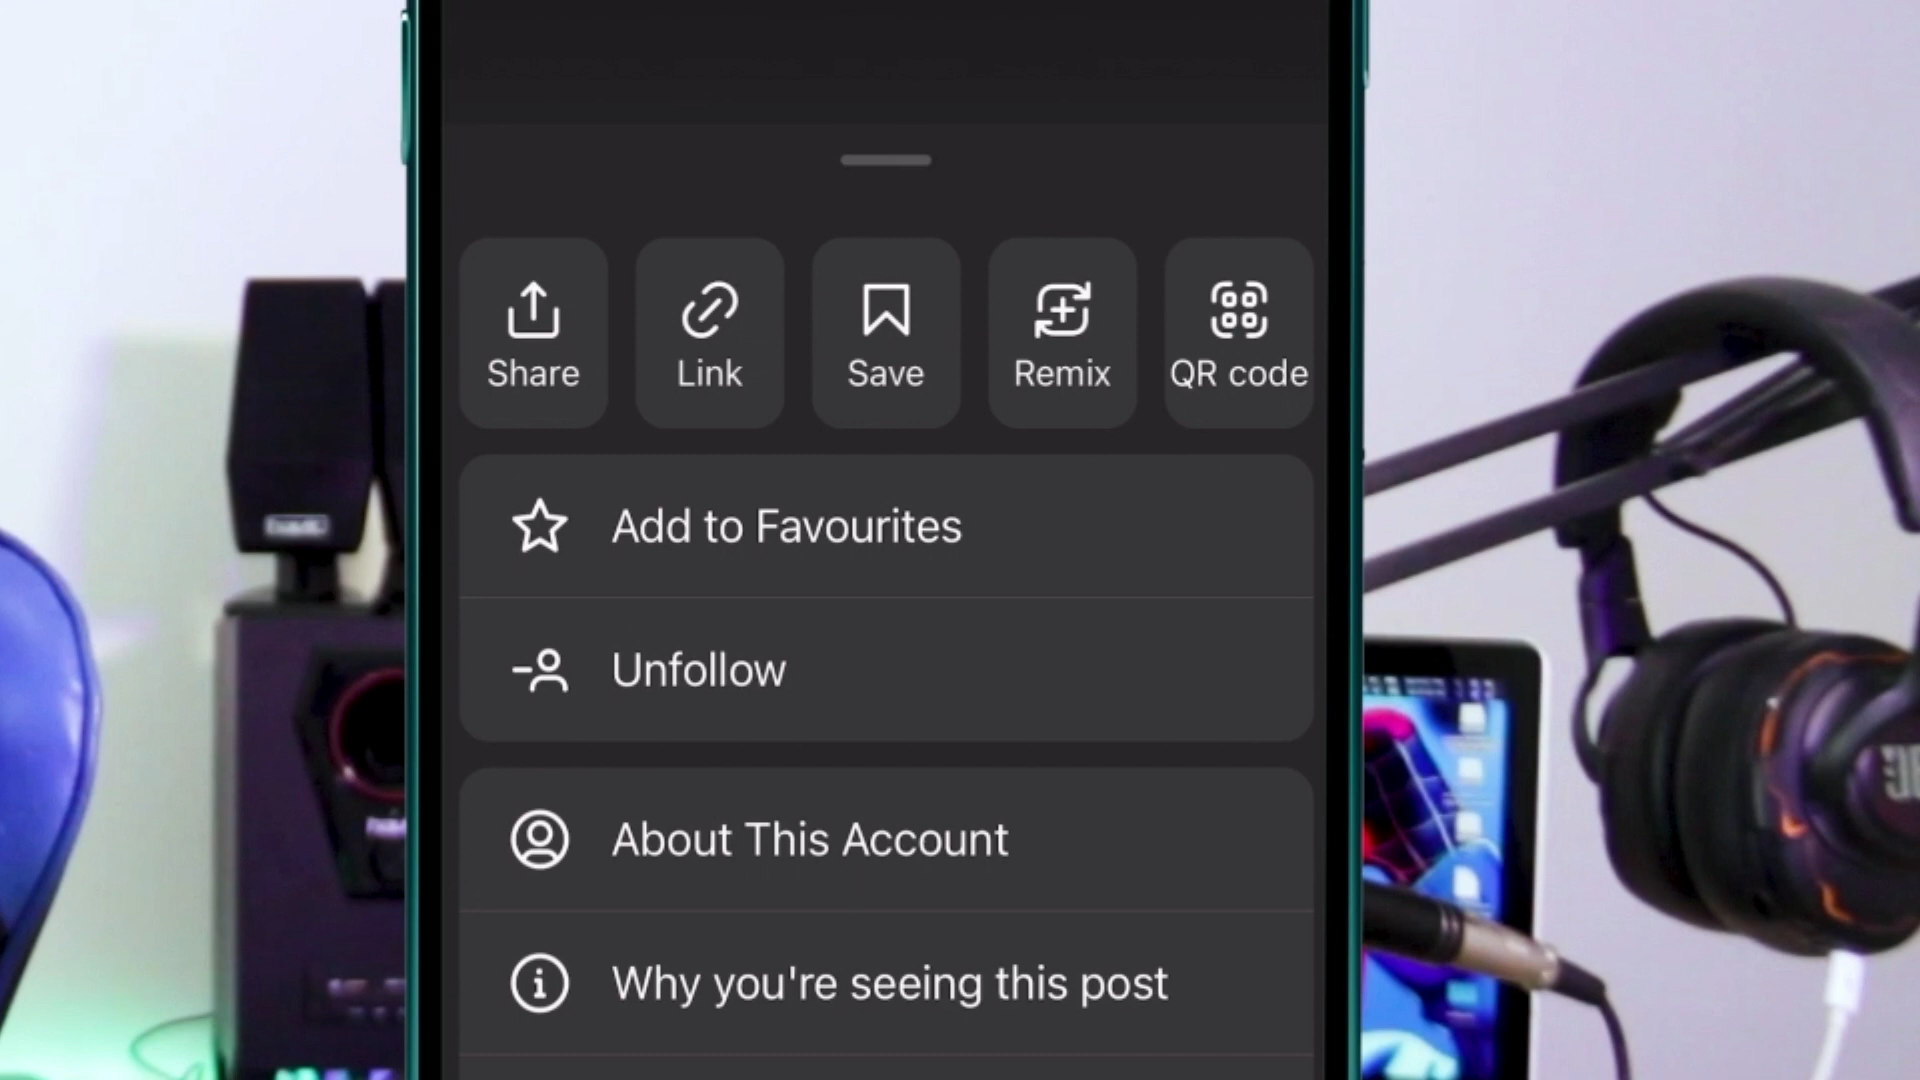 Share
Link
Save
Remix
QR code
Add to Favourites
Unfollow
About This Account
Why you're seeing this post